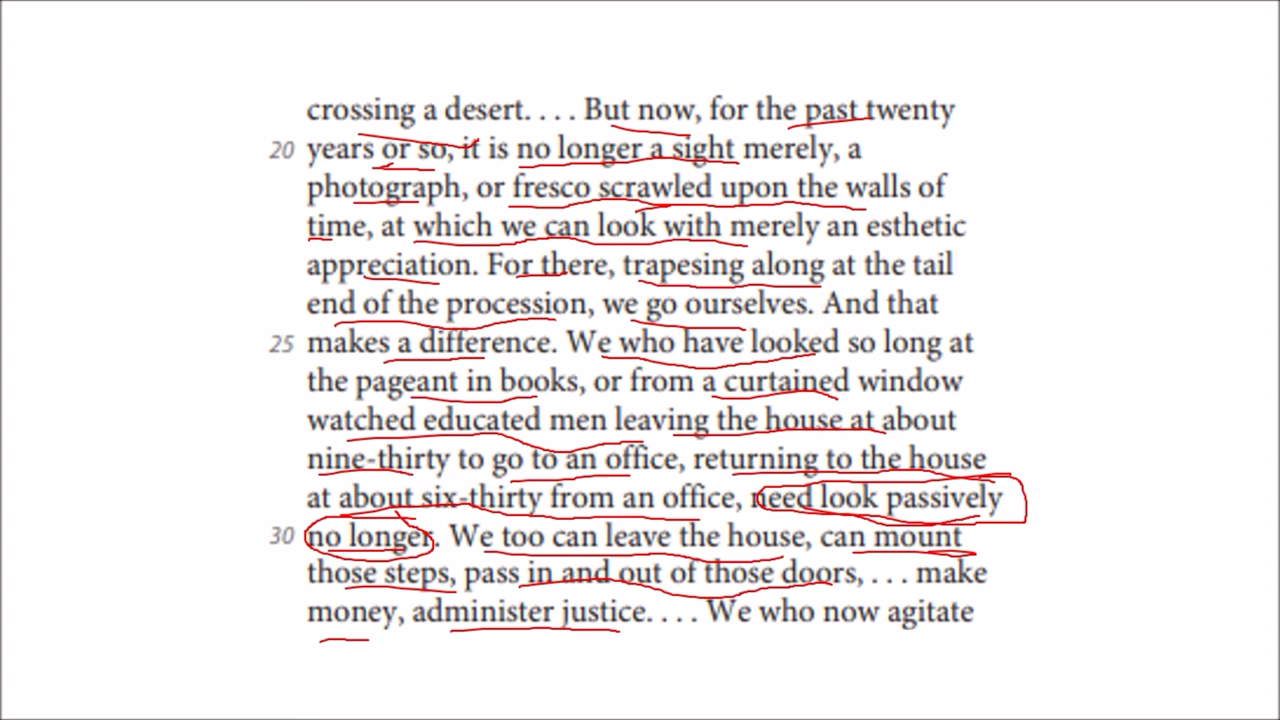 crossing a desert. . . . But now, for the past twenty
20 years or so, it is no longer a sight merely, a
photograph, or fresco scrawled upon the walls of
time, at which we can look with merely an esthetic
appreciation. For there, trapesing along at the tail
end of the procession, we go ourselves. And that
25 makes a difference. We who have looked so long at
the pageant in books, or from a curtained window
watched educated men leaving the house at about
nine-thirty to go to an office, returning to the house
at about six-thirty from an office, need look passively
30 no longer. We too can leave the house, can mount
those steps, pass in and out of those doors, . . . make
money, administer justice. . . . We who now agitate